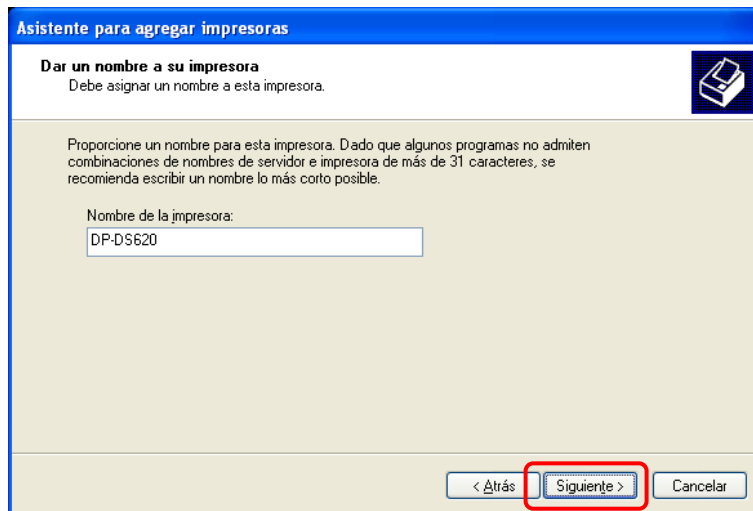 Asistente para agregar impresoras
Dar un nombre a su impresora
Debe asignar un nombre a esta impresora.
Proporcione un nombre para esta impresora. Dado que algunos programas no admiten
combinaciones de nombres de servidor e impresora de más de 31 caracteres, se
recomienda escribir un nombre lo más corto posible.
Nombre de la impresora:
DP-DS620
< Atrás Siguiente > Cancelar